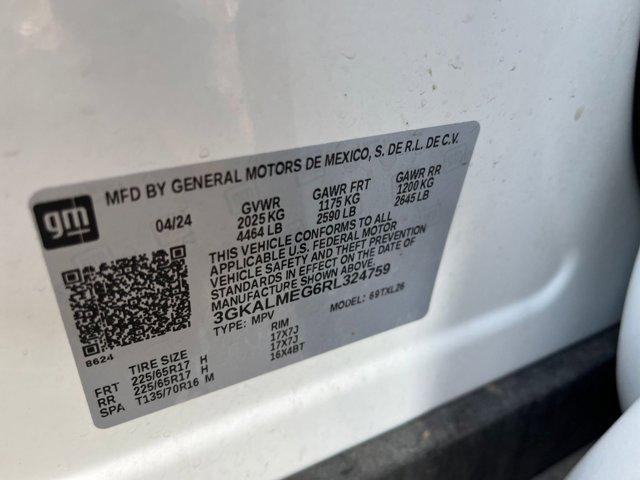 MFD BY GENERAL MOTORS DE MEXICO, S. DE R.L. DE C.V.
gm
04/24 GVWR GAWR FRT GAWR RR
2025 KG 1175 KG 1200 KG
4464 LB 2590 LB 2645 LB
THIS VEHICLE CONFORMS TO ALL
APPLICABLE U.S. FEDERAL MOTOR
VEHICLE SAFETY AND THEFT PREVENTION
STANDARDS IN EFFECT ON THE DATE OF
MANUFACTURE SHOWN ABOVE.
3GKALMEG6RL324759
TYPE: MPV MODEL: 69TXL26
8624
TIRE SIZE RIM
FRT 225/65R17 H 17X7J
RR 225/65R17 H 17X7J
SPA T135/70R16 M 16X4BT